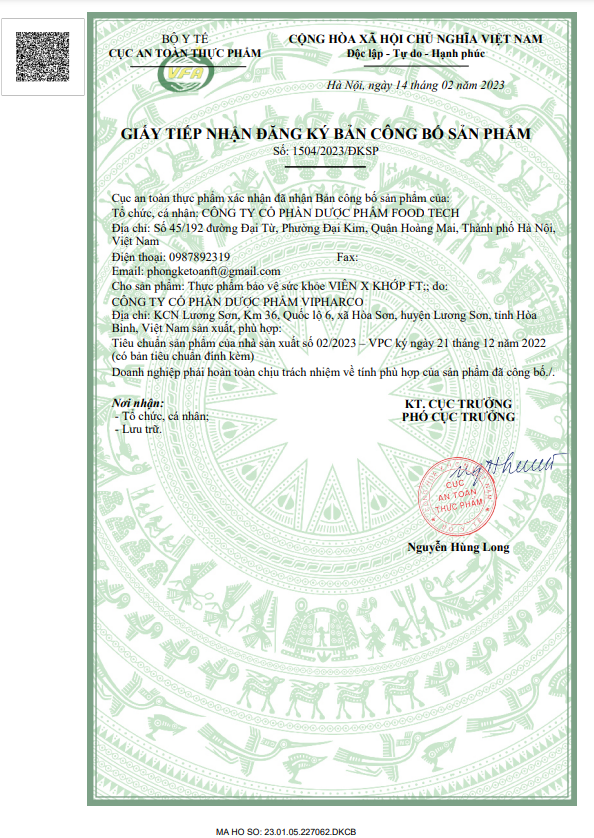 BỘ Y TẾ
CỤC AN TOÀN THỰC PHẨM
CỘNG HÒA XÃ HỘI CHỦ NGHĨA VIỆT NAM
Độc lập - Tự do - Hạnh phúc
VFA
Hà Nội, ngày 14 tháng 02 năm 2023
GIẤY TIẾP NHẬN ĐĂNG KÝ BẢN CÔNG BỐ SẢN PHẨM
Số: 1504/2023/ĐKSP
Cục an toàn thực phẩm xác nhận đã nhận Bản công bố sản phẩm của:
Tổ chức, cá nhân: CÔNG TY CỔ PHẦN DƯỢC PHẨM FOOD TECH
Địa chỉ: Số 45/192 đường Đại Từ, Phường Đại Kim, Quận Hoàng Mai, Thành phố Hà Nội,
Việt Nam
Điện thoại: 0987892319 Fax:
Email: phongketoanft@gmail.com
Cho sản phẩm: Thực phẩm bảo vệ sức khỏe VIÊN X KHỚP FT;; do:
CÔNG TY CỔ PHẦN DƯỢC PHẨM VIPHARCO
Địa chỉ: KCN Lương Sơn, Km 36, Quốc lộ 6, xã Hòa Sơn, huyện Lương Sơn, tỉnh Hòa
Bình, Việt Nam sản xuất, phù hợp:
Tiêu chuẩn sản phẩm của nhà sản xuất số 02/2023 – VPC ký ngày 21 tháng 12 năm 2022
(có bản tiêu chuẩn đính kèm)
Doanh nghiệp phải hoàn toàn chịu trách nhiệm về tính phù hợp của sản phẩm đã công bố./.
Nơi nhận:
- Tổ chức, cá nhân;
- Lưu trữ.
KT. CỤC TRƯỞNG
PHÓ CỤC TRƯỞNG
CỤC
AN TOÀN
THỰC PHẨM
Nguyễn Hùng Long
MA HO SO: 23.01.05.227062.DKCB